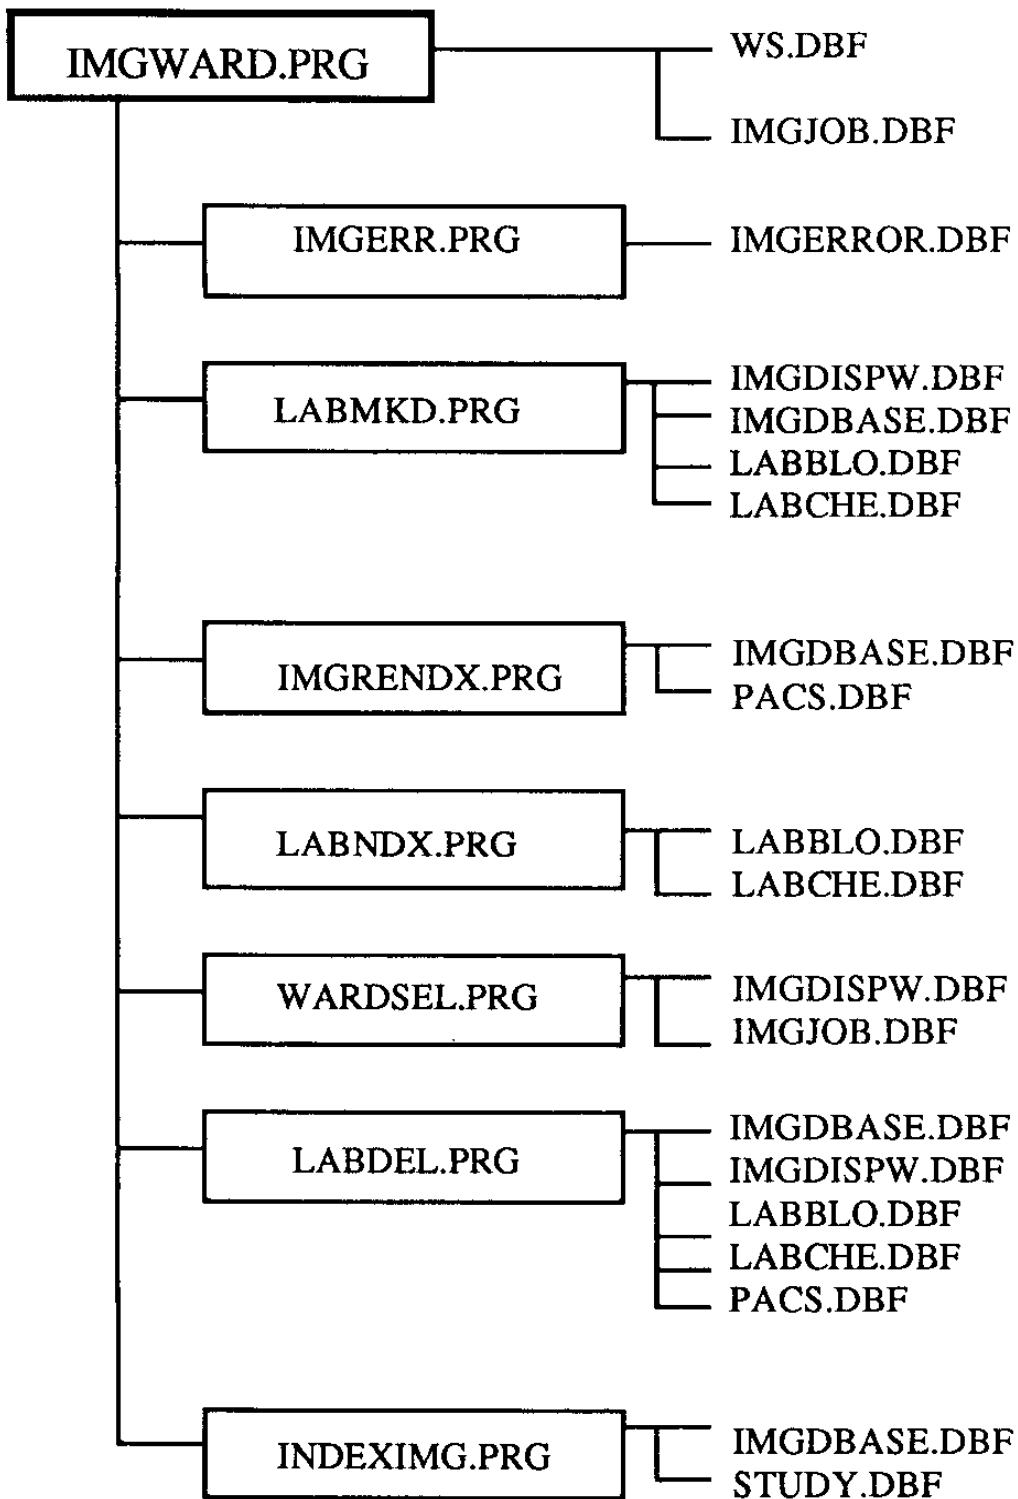 IMGWARD.PRG
WS.DBF
IMGJOB.DBF
IMGERR.PRG
IMGERROR.DBF
LABMKD.PRG
IMGDISPW.DBF
IMGDBASE.DBF
LABBLO.DBF
LABCHE.DBF
IMGRENDX.PRG
IMGDBASE.DBF
PACS.DBF
LABNDX.PRG
LABBLO.DBF
LABCHE.DBF
WARDSEL.PRG
IMGDISPW.DBF
IMGJOB.DBF
LABDEL.PRG
IMGDBASE.DBF
IMGDISPW.DBF
LABBLO.DBF
LABCHE.DBF
PACS.DBF
INDEXIMG.PRG
IMGDBASE.DBF
STUDY.DBF